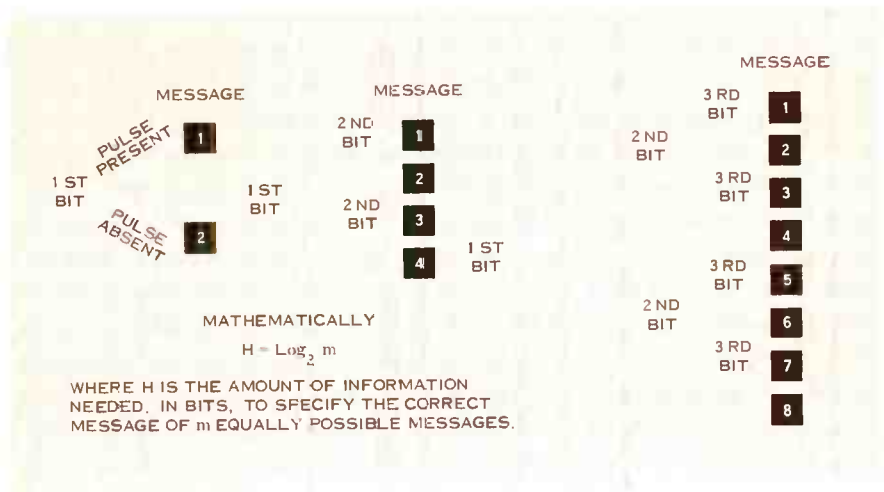 MESSAGE
PULSE
PRESENT
1
1 ST
BIT
PULSE
ABSENT
2
MESSAGE
2 ND
BIT
1
2
1 ST
BIT
2 ND
BIT
3
4
MESSAGE
3 RD
BIT
1
2 ND
BIT
2
3 RD
BIT
3
4
1 ST
BIT
3 RD
BIT
5
2 ND
BIT
6
3 RD
BIT
7
8
MATHEMATICALLY
H = Log2 m
WHERE H IS THE AMOUNT OF INFORMATION
NEEDED, IN BITS, TO SPECIFY THE CORRECT
MESSAGE OF m EQUALLY POSSIBLE MESSAGES.